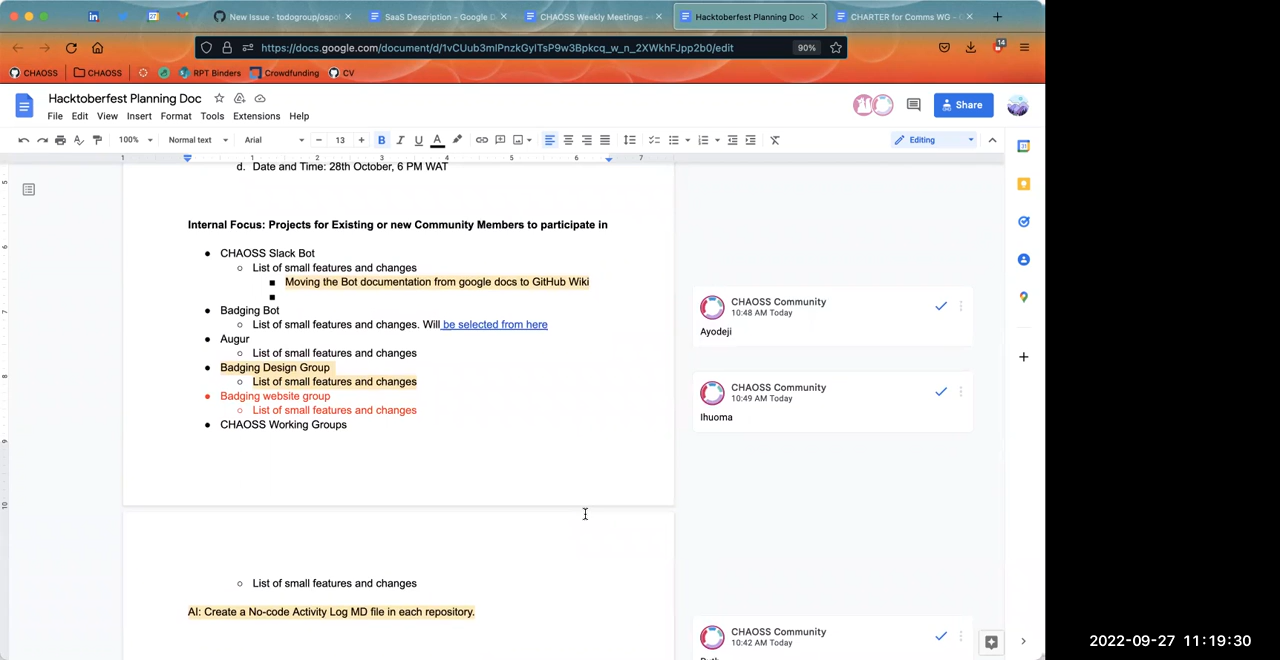 New Issue · todogroup/ospo
SaaS Description - Google D
CHAOSS Weekly Meetings -
Hacktoberfest Planning Doc
CHARTER for Comms WG - G
https://docs.google.com/document/d/1vCUub3mlPnzkGylTsP9w3Bpkcq_w_n_2XWkhFJpp2b0/edit
90%
14
CHAOSS
CHAOSS
RPT Binders
Crowdfunding
CV
Hacktoberfest Planning Doc
File Edit View Insert Format Tools Extensions Help
Share
100%
Normal text
Arial
13
B I U A
Editing
1 1 2 3 4 5 6 7
d. Date and Time: 28th October, 6 PM WAT
Internal Focus: Projects for Existing or new Community Members to participate in
● CHAOSS Slack Bot
○ List of small features and changes
■ Moving the Bot documentation from google docs to GitHub Wiki
■
● Badging Bot
○ List of small features and changes. Will be selected from here
● Augur
○ List of small features and changes
● Badging Design Group
○ List of small features and changes
● Badging website group
○ List of small features and changes
● CHAOSS Working Groups
○ List of small features and changes
AI: Create a No-code Activity Log MD file in each repository.
CHAOSS Community
10:48 AM Today
Ayodeji
CHAOSS Community
10:49 AM Today
Ihuoma
CHAOSS Community
10:42 AM Today
2022-09-27 11:19:30